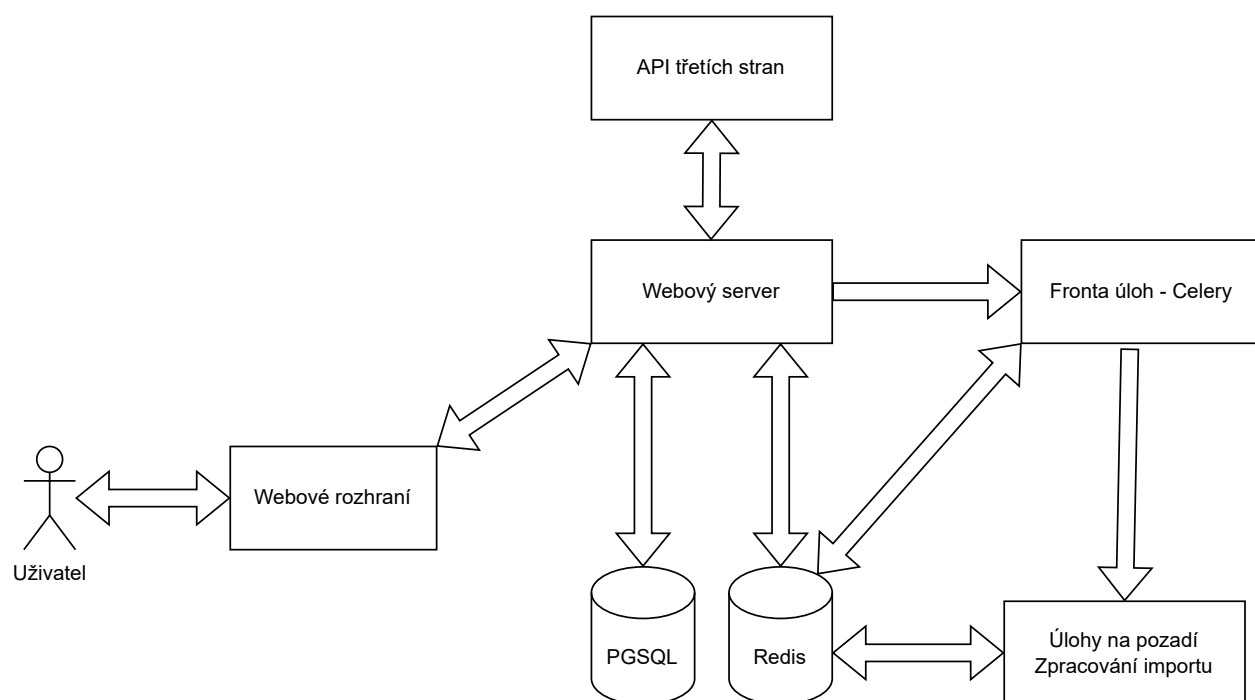 API třetích stran
Webový server
Fronta úloh - Celery
Webové rozhraní
Uživatel
PGSQL
Redis
Úlohy na pozadí
Zpracování importu